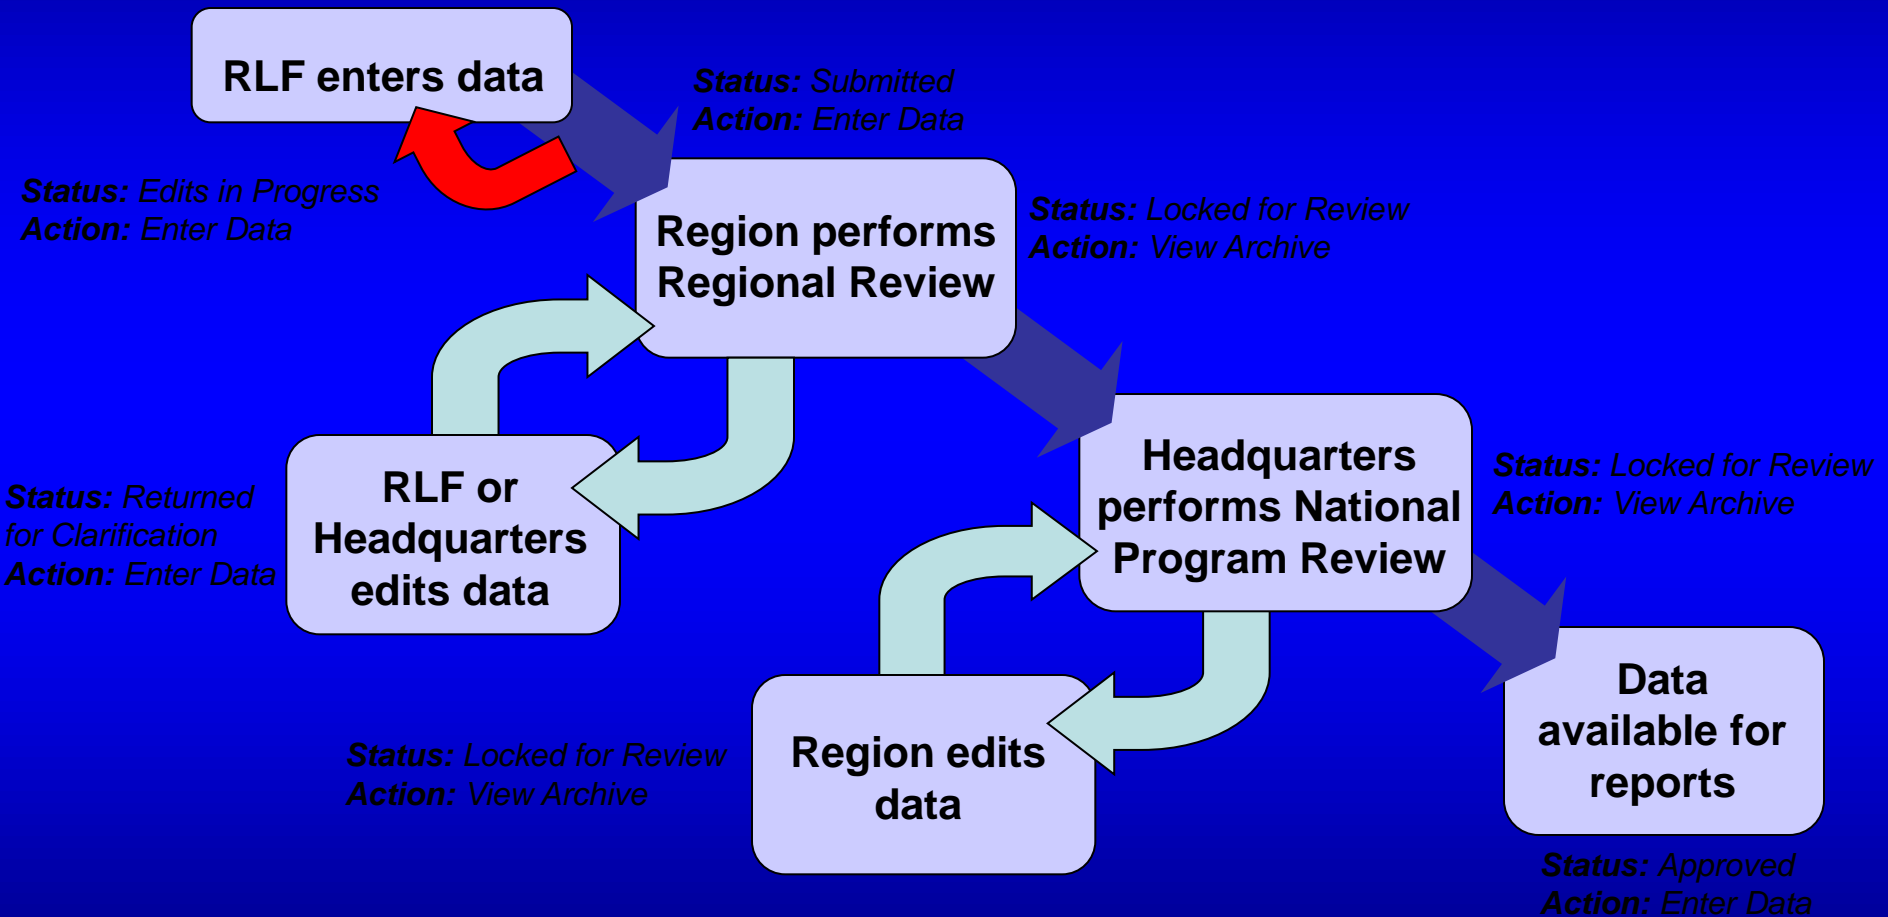 RLF enters data
Status: Submitted
Action: Enter Data
Status: Edits in Progress
Action: Enter Data
Region performs
Regional Review
Status: Locked for Review
Action: View Archive
RLF or
Headquarters
edits data
Status: Returned
for Clarification
Action: Enter Data
Headquarters
performs National
Program Review
Status: Locked for Review
Action: View Archive
Region edits
data
Status: Locked for Review
Action: View Archive
Data
available for
reports
Status: Approved
Action: Enter Data